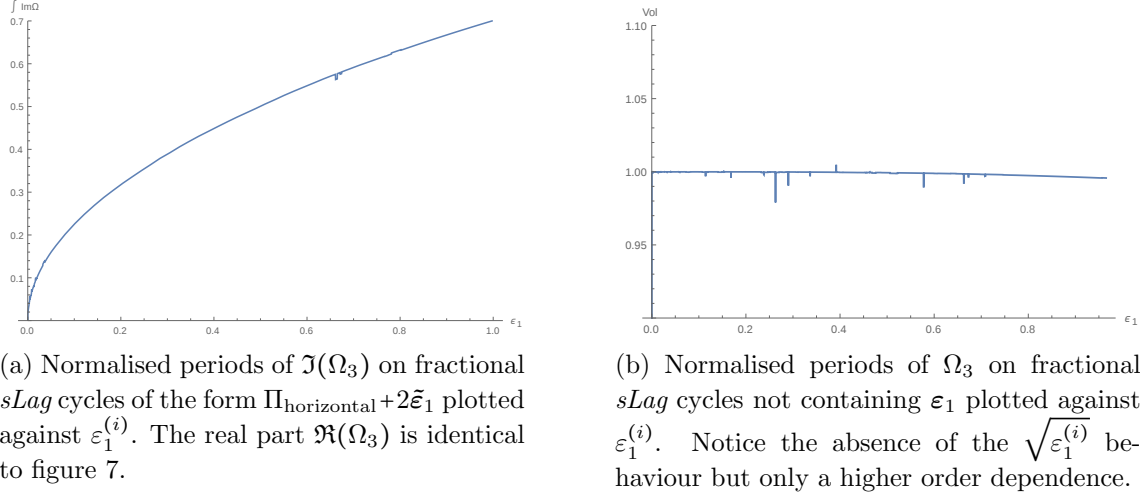 ∫ ImΩ
0.7
0.6
0.5
0.4
0.3
0.2
0.1
0.0 0.2 0.4 0.6 0.8 1.0
ϵ1
(a) Normalised periods of ℑ(Ω3) on fractional
sLag cycles of the form Πhorizontal+2ε̃1 plotted
against ε1(i). The real part ℜ(Ω3) is identical
to figure 7.
Vol
1.10
1.05
1.00
0.95
0.0 0.2 0.4 0.6 0.8
ϵ1
(b) Normalised periods of Ω3 on fractional
sLag cycles not containing ε1 plotted against
ε1(i). Notice the absence of the √ε1(i) be-
haviour but only a higher order dependence.